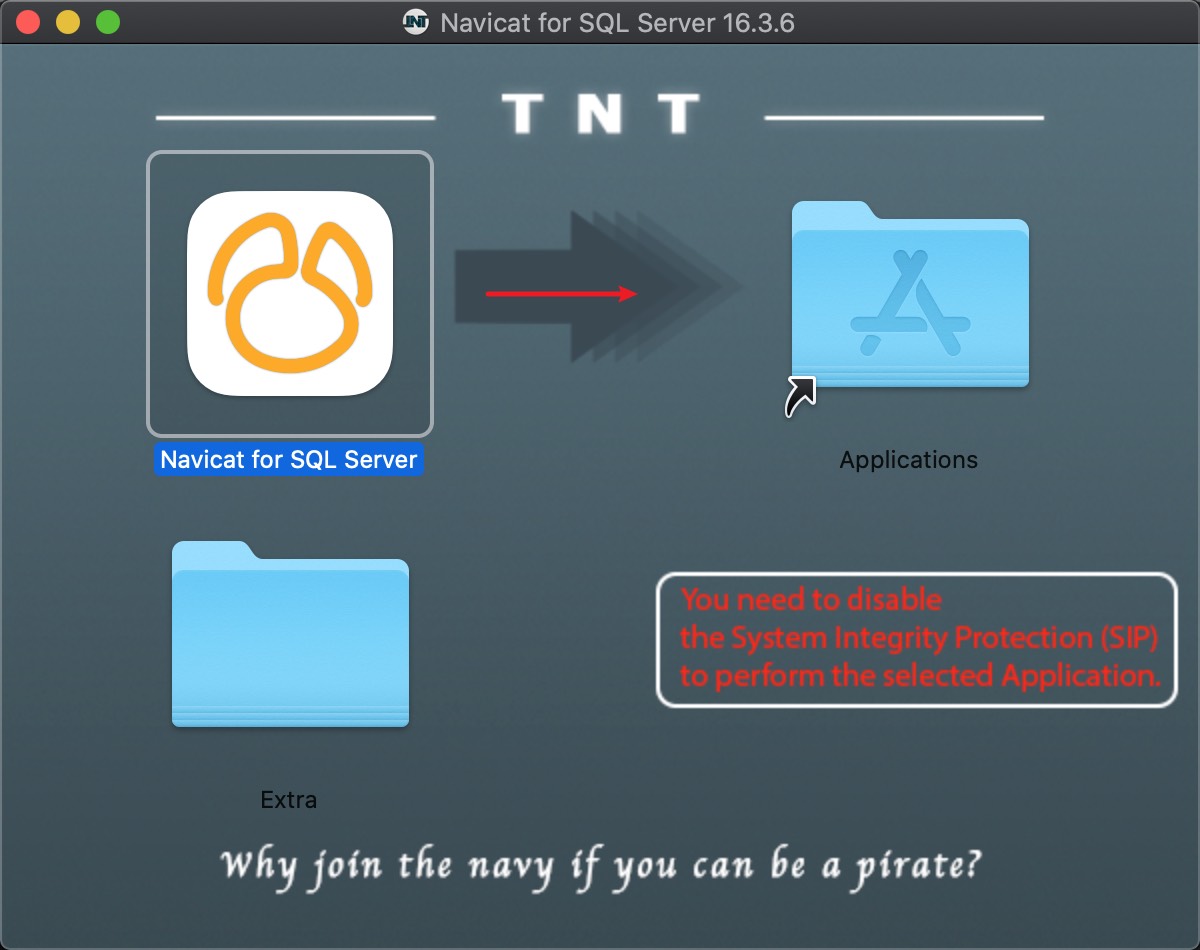 Navicat for SQL Server 16.3.6
TNT
Navicat for SQL Server
Applications
You need to disable
the System Integrity Protection (SIP)
to perform the selected Application.
Extra
Why join the navy if you can be a pirate?